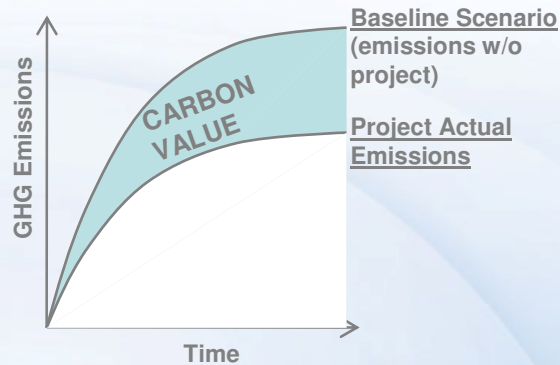 Baseline Scenario
(emissions w/o
project)
CARBON
VALUE
Project Actual
Emissions
GHG Emissions
Time